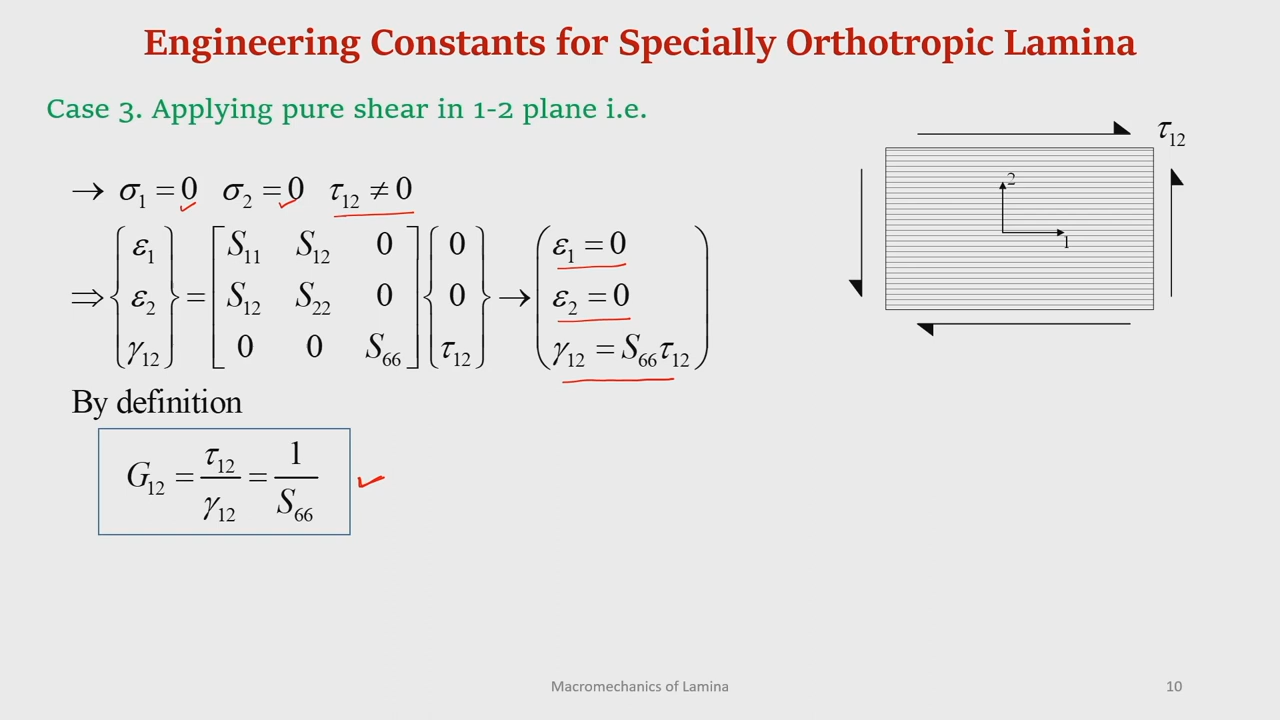 Engineering Constants for Specially Orthotropic Lamina
Case 3. Applying pure shear in 1-2 plane i.e.
→ σ₁ = 0 σ₂ = 0 τ₁₂ ≠ 0
⇒ {ε₁ ε₂ γ₁₂} = [S₁₁ S₁₂ 0; S₁₂ S₂₂ 0; 0 0 S₆₆] {0 0 τ₁₂} → (ε₁ = 0; ε₂ = 0; γ₁₂ = S₆₆τ₁₂)
By definition
G₁₂ = τ₁₂/γ₁₂ = 1/S₆₆
τ₁₂
2
1
Macromechanics of Lamina
10